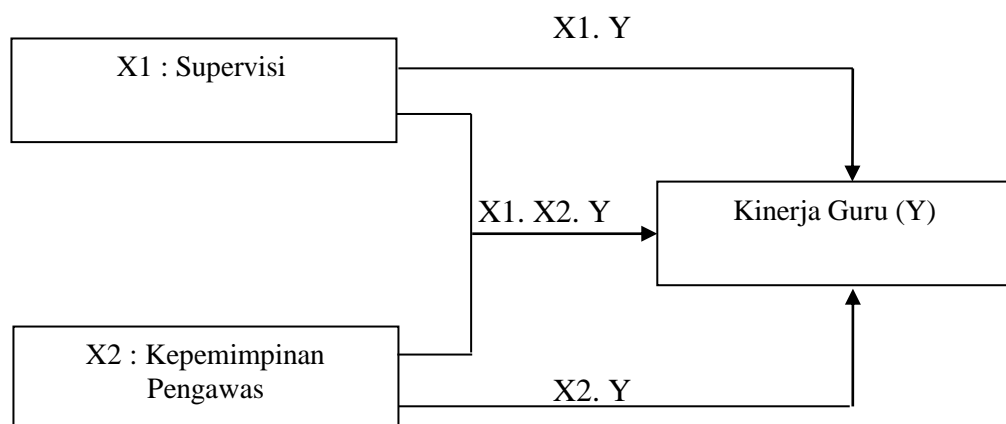 X1. Y
X1 : Supervisi
X1. X2. Y
Kinerja Guru (Y)
X2 : Kepemimpinan
Pengawas
X2. Y